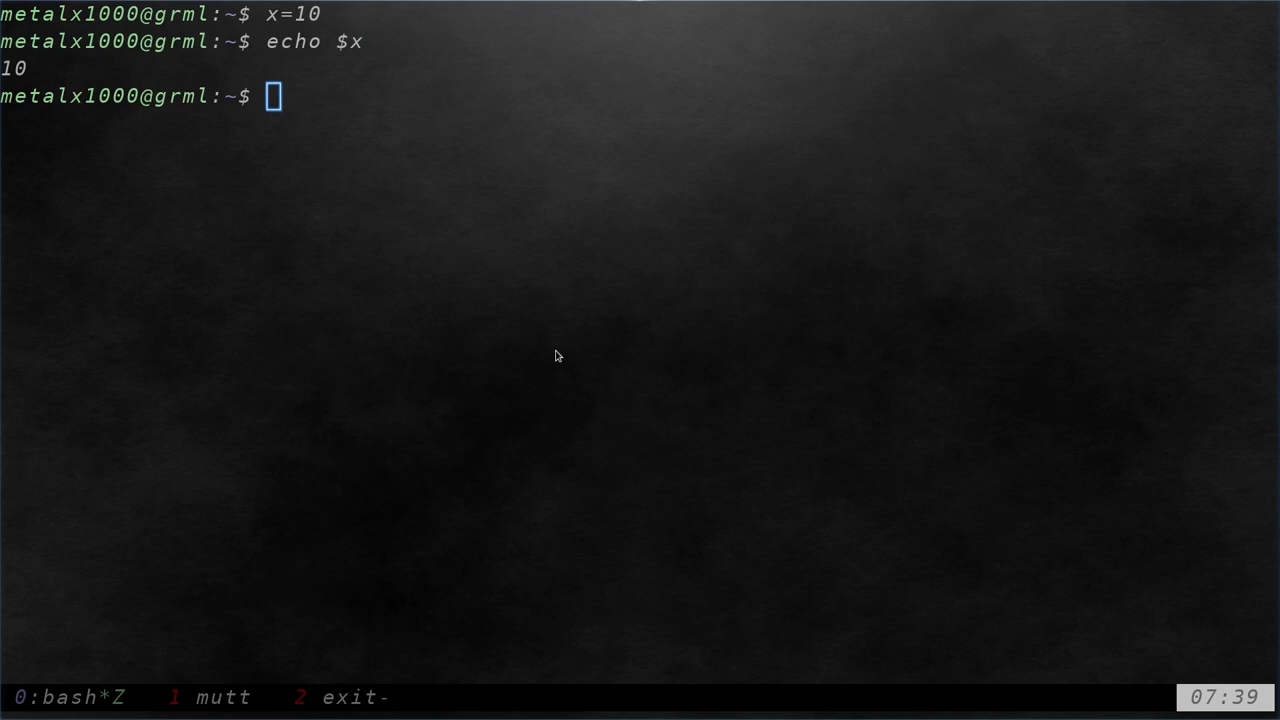 metalx1000@grml:~$ x=10
metalx1000@grml:~$ echo $x
10
metalx1000@grml:~$
0:bash*Z 1 mutt 2 exit- 07:39